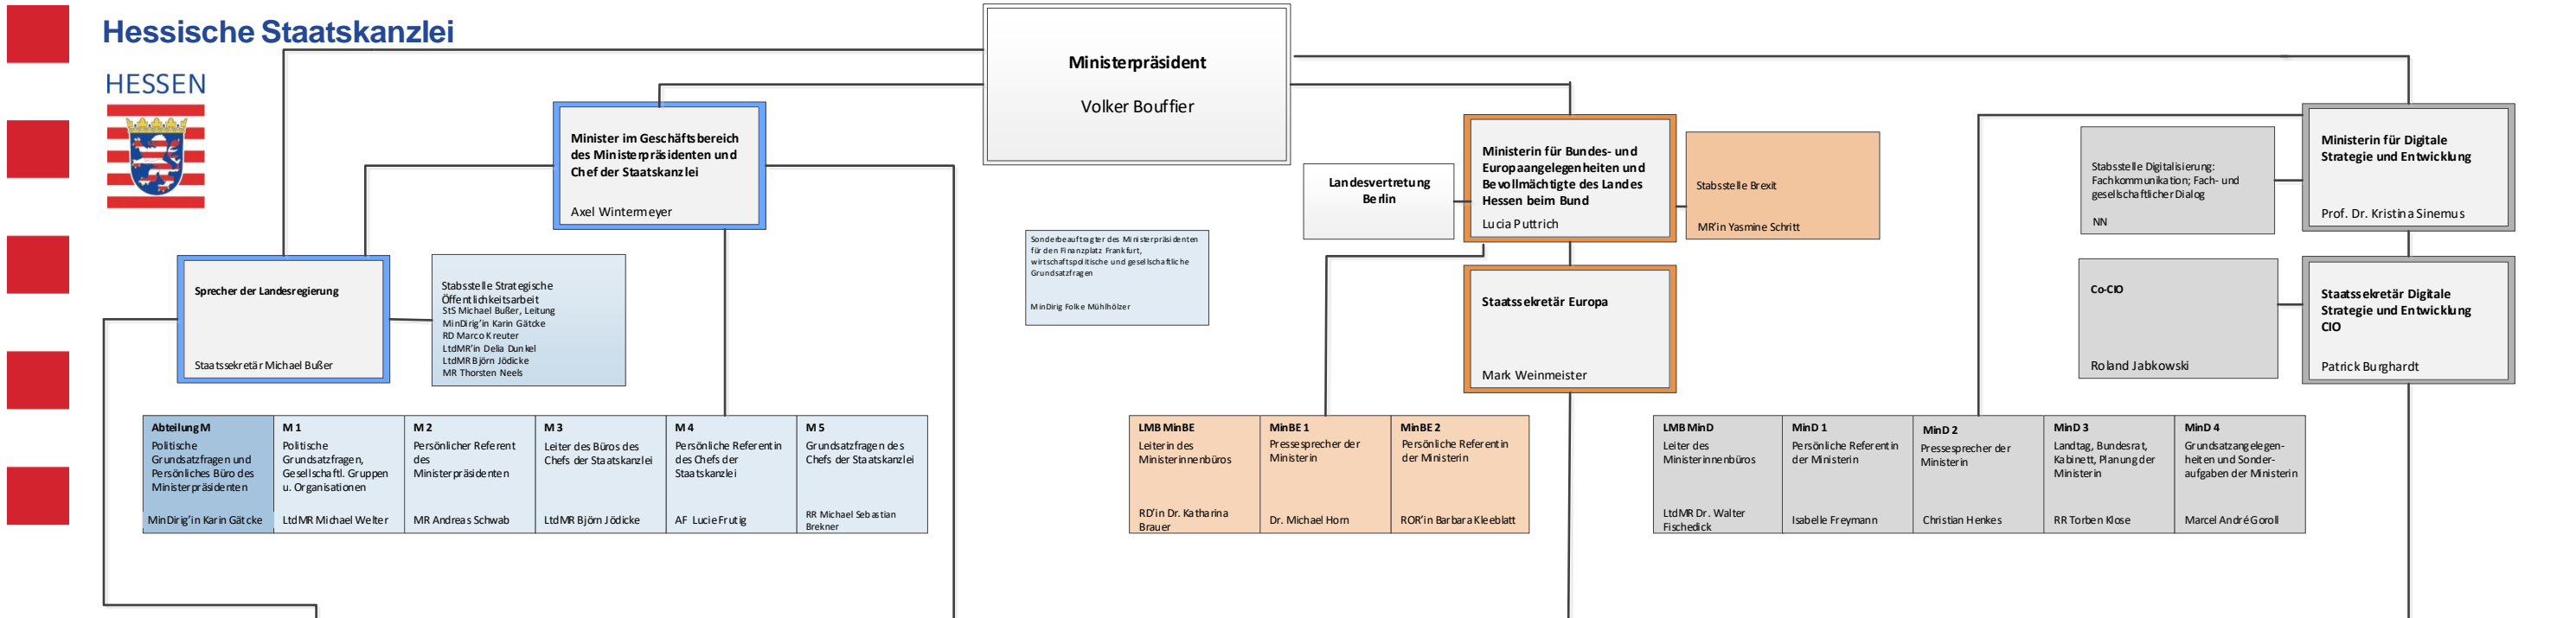 Hessische Staatskanzlei
HESSEN
Ministerpräsident
Volker Bouffier
Minister im Geschäftsbereich
des Ministerpräsidenten und
Chef der Staatskanzlei
Axel Wintermeyer
Sprecher der Landesregierung
Staatssekretär Michael Bußer
Stabsstelle Strategische
Öffentlichkeitsarbeit
StS Michael Bußer, Leitung
MinDirig'in Karin Gätcke
RD Marco Kreuter
LtdMR'in Delia Dunkel
LtdMR Björn Jödicke
MR Thorsten Neels
Sonderbeauftragter des Ministerpräsidenten
für den Finanzplatz Frankfurt,
wirtschaftspolitische und gesellschaftliche
Grundsatzfragen
MinDirig Folke Mühlhölzer
Landesvertretung
Berlin
Ministerin für Bundes- und
Europaangelegenheiten und
Bevollmächtigte des Landes
Hessen beim Bund
Lucia Puttrich
Stabsstelle Brexit
MR'in Yasmine Schritt
Staatssekretär Europa
Mark Weinmeister
Stabsstelle Digitalisierung:
Fachkommunikation; Fach- und
gesellschaftlicher Dialog
NN
Ministerin für Digitale
Strategie und Entwicklung
Prof. Dr. Kristina Sinemus
Co-CIO
Roland Jabkowski
Staatssekretär Digitale
Strategie und Entwicklung
CIO
Patrick Burghardt
Abteilung M
Politische
Grundsatzfragen und
Persönliches Büro des
Ministerpräsidenten
MinDirig'in Karin Gätcke
M 1
Politische
Grundsatzfragen,
Gesellschaftl. Gruppen
u. Organisationen
LtdMR Michael Welter
M 2
Persönlicher Referent
des
Ministerpräsidenten
MR Andreas Schwab
M 3
Leiter des Büros des
Chefs der Staatskanzlei
LtdMR Björn Jödicke
M 4
Persönliche Referentin
des Chefs der
Staatskanzlei
AF Lucie Frutig
M 5
Grundsatzfragen des
Chefs der Staatskanzlei
RR Michael Sebastian
Brekner
LMB MinBE
Leiterin des
Ministerinnenbüros
RD'in Dr. Katharina
Brauer
MinBE 1
Pressesprecher der
Ministerin
Dr. Michael Horn
MinBE 2
Persönliche Referentin
der Ministerin
ROR'in Barbara Kleeblatt
LMB MinD
Leiter des
Ministerinnenbüros
LtdMR Dr. Walter
Fischedick
MinD 1
Persönliche Referentin
der Ministerin
Isabelle Freymann
MinD 2
Pressesprecher der
Ministerin
Christian Henkes
MinD 3
Landtag, Bundesrat,
Kabinett, Planung der
Ministerin
RR Torben Klose
MinD 4
Grundsatzangelegen-
heiten und Sonder-
aufgaben der Ministerin
Marcel André Goroll